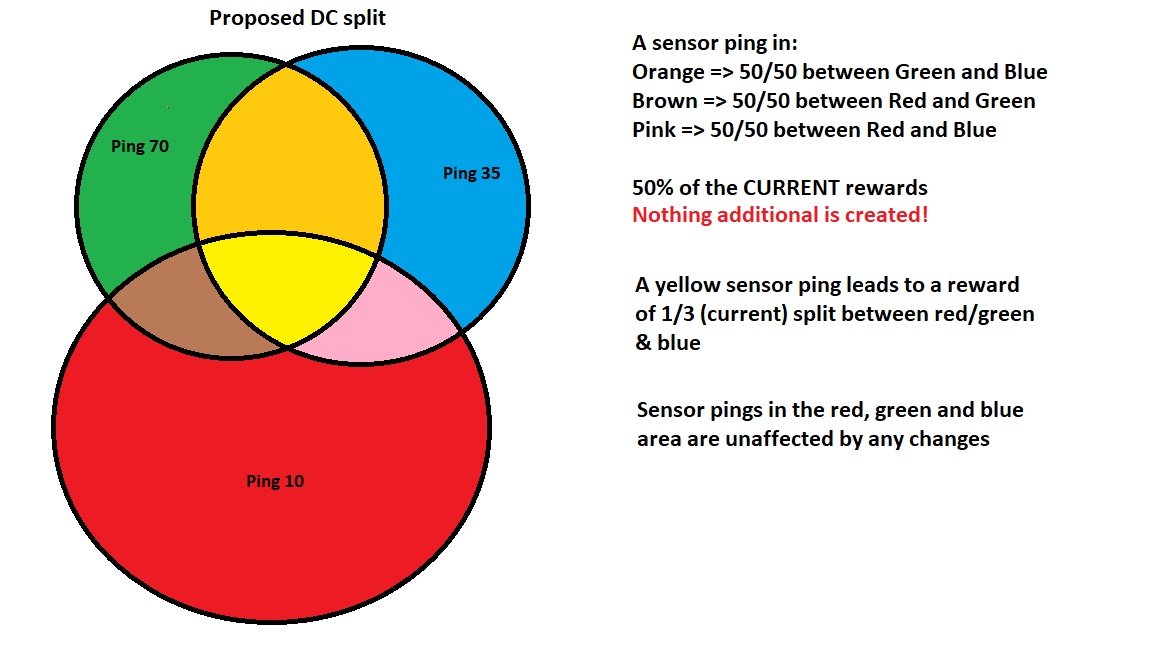 Proposed DC split
Ping 70
Ping 35
Ping 10
A sensor ping in:
Orange => 50/50 between Green and Blue
Brown => 50/50 between Red and Green
Pink => 50/50 between Red and Blue
50% of the CURRENT rewards
Nothing additional is created!
A yellow sensor ping leads to a reward
of 1/3 (current) split between red/green
& blue
Sensor pings in the red, green and blue
area are unaffected by any changes